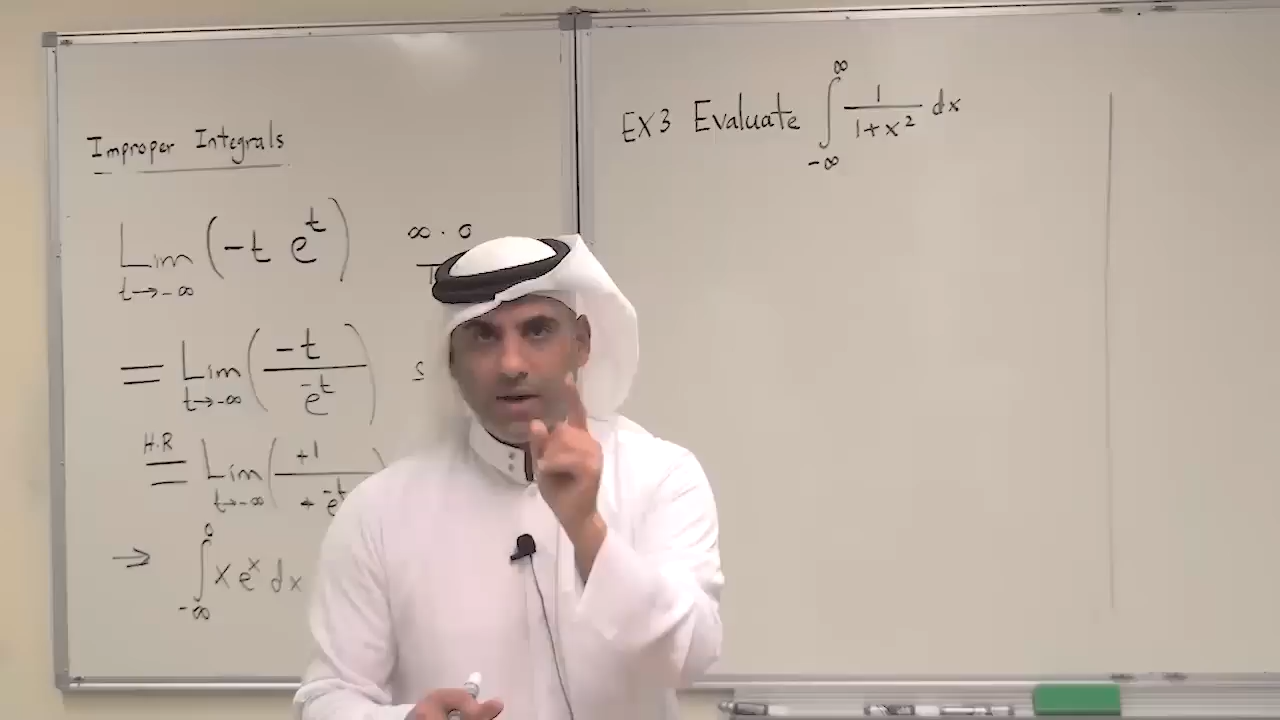 Improper Integrals
Lim t→-∞ (-t e^t) ∞ · 0
= Lim t→-∞ (-t / e^-t)
H.R = Lim t→-∞ (+1 / + e^-t
⇒ ∫_-∞^0 x e^x dx
EX3 Evaluate ∫_-∞^∞ 1 / 1+x² dx